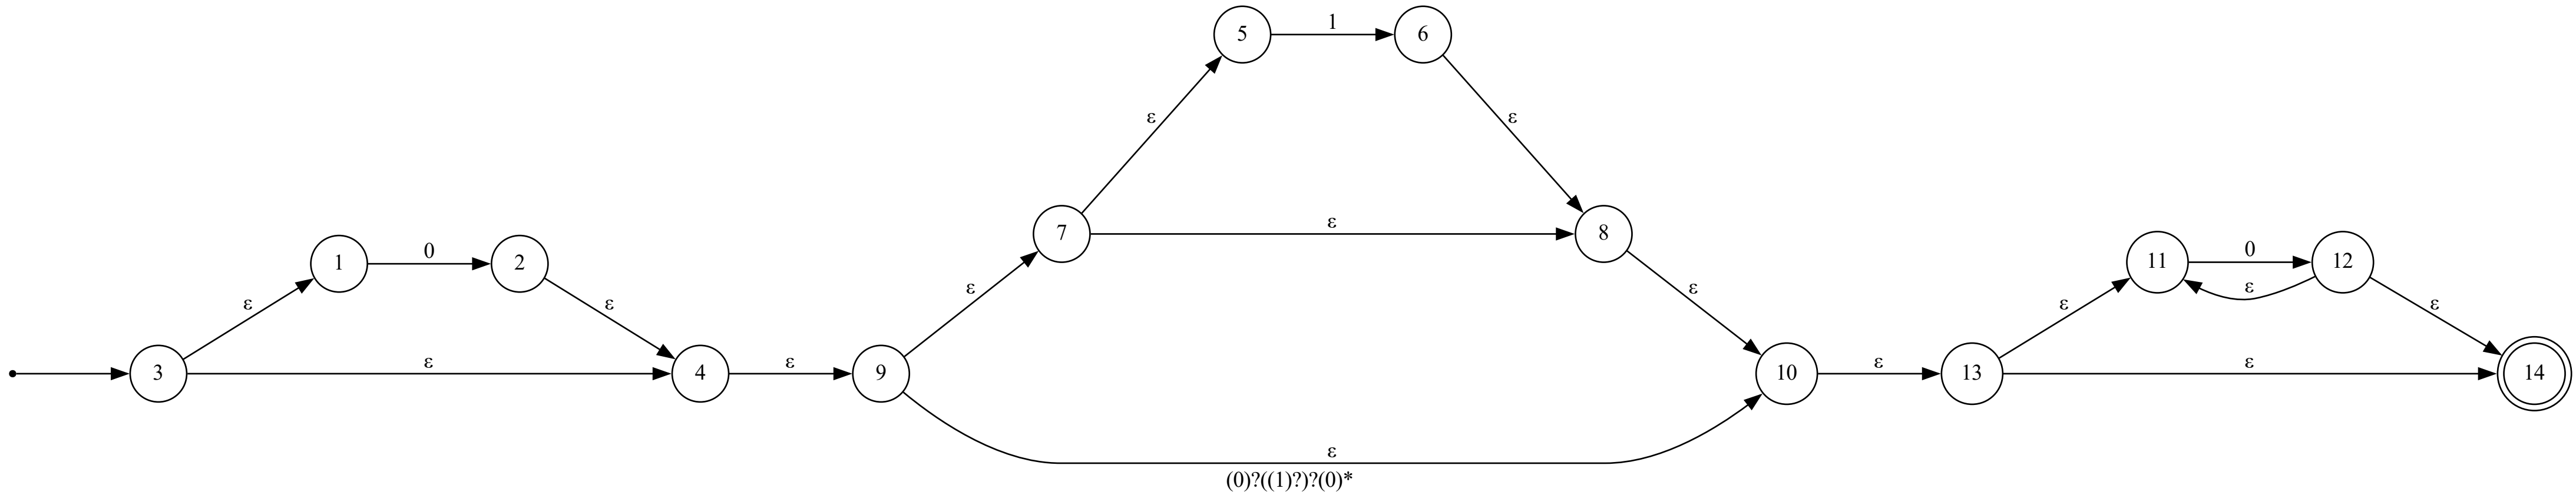 5 1 6
ε ε
7 ε 8
1 0 2 11 0 12
ε ε ε ε ε ε ε
3 ε 4 ε 9 10 ε 13 ε 14
ε
(0)?((1)?)?(0)*